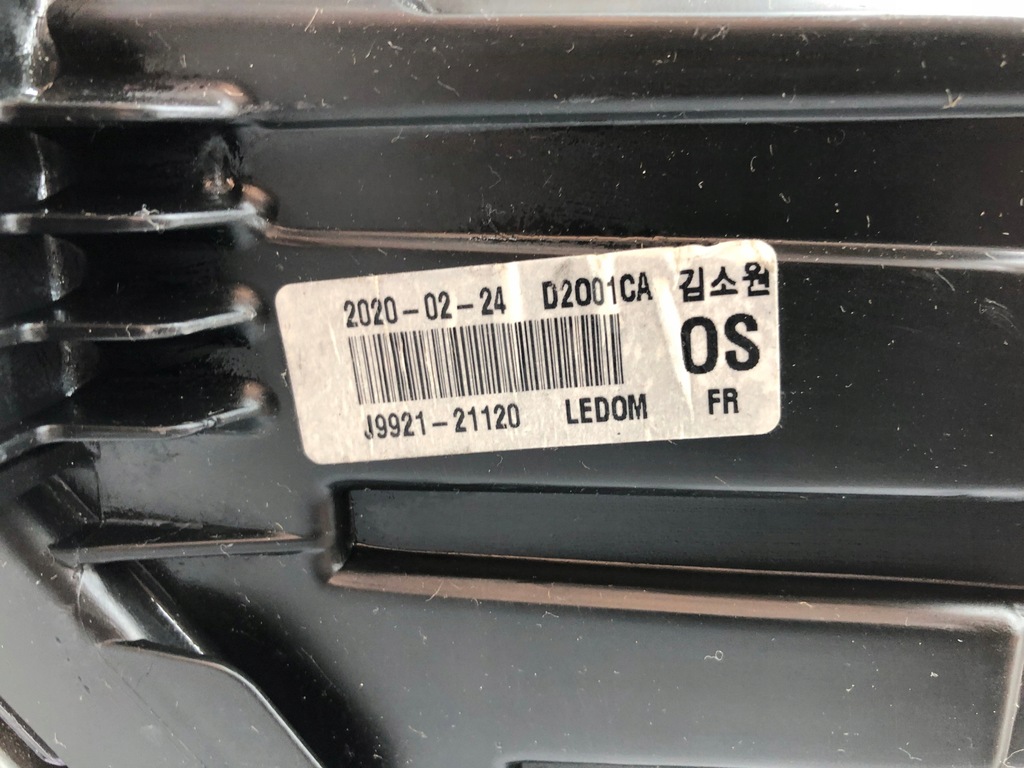 2020-02-24 D2001CA 김소원
OS
J9921-21120 LEDOM FR